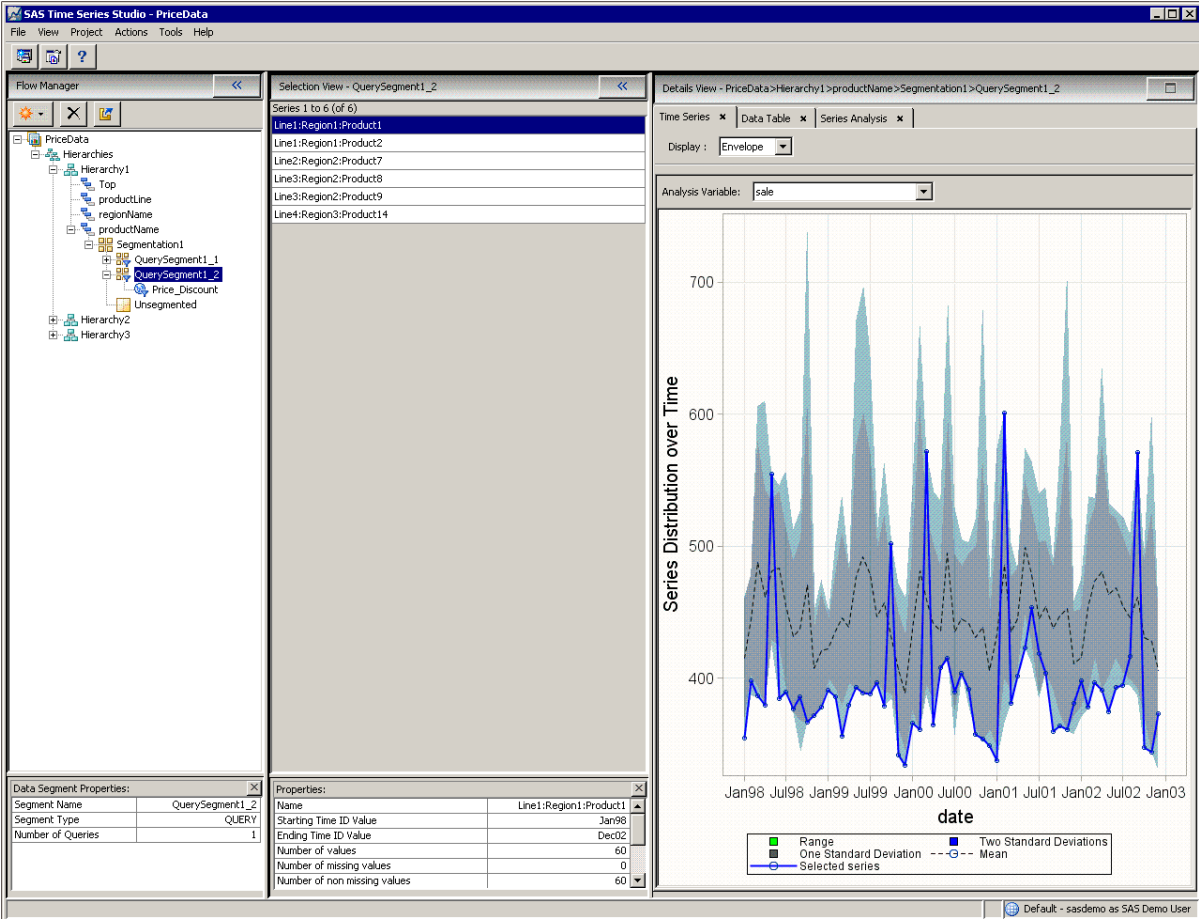 SAS Time Series Studio - PriceData
File View Project Actions Tools Help
?
Flow Manager
PriceData
Hierarchies
Hierarchy1
Top
productLine
regionName
productName
Segmentation1
QuerySegment1_1
QuerySegment1_2
Price_Discount
Unsegmented
Hierarchy2
Hierarchy3
Data Segment Properties:
Segment Name QuerySegment1_2
Segment Type QUERY
Number of Queries 1
Selection View - QuerySegment1_2
Series 1 to 6 (of 6)
Line1:Region1:Product1
Line1:Region1:Product2
Line2:Region2:Product7
Line3:Region2:Product8
Line3:Region2:Product9
Line4:Region3:Product14
Properties:
Name Line1:Region1:Product1
Starting Time ID Value Jan98
Ending Time ID Value Dec02
Number of values 60
Number of missing values 0
Number of non missing values 60
Details View - PriceData>Hierarchy1>productName>Segmentation1>QuerySegment1_2
Time Series Data Table Series Analysis
Display : Envelope
Analysis Variable: sale
Series Distribution over Time
700
600
500
400
Jan98 Jul98 Jan99 Jul99 Jan00 Jul00 Jan01 Jul01 Jan02 Jul02 Jan03
date
Range Two Standard Deviations
One Standard Deviation Mean
Selected series
Default - sasdemo as SAS Demo User